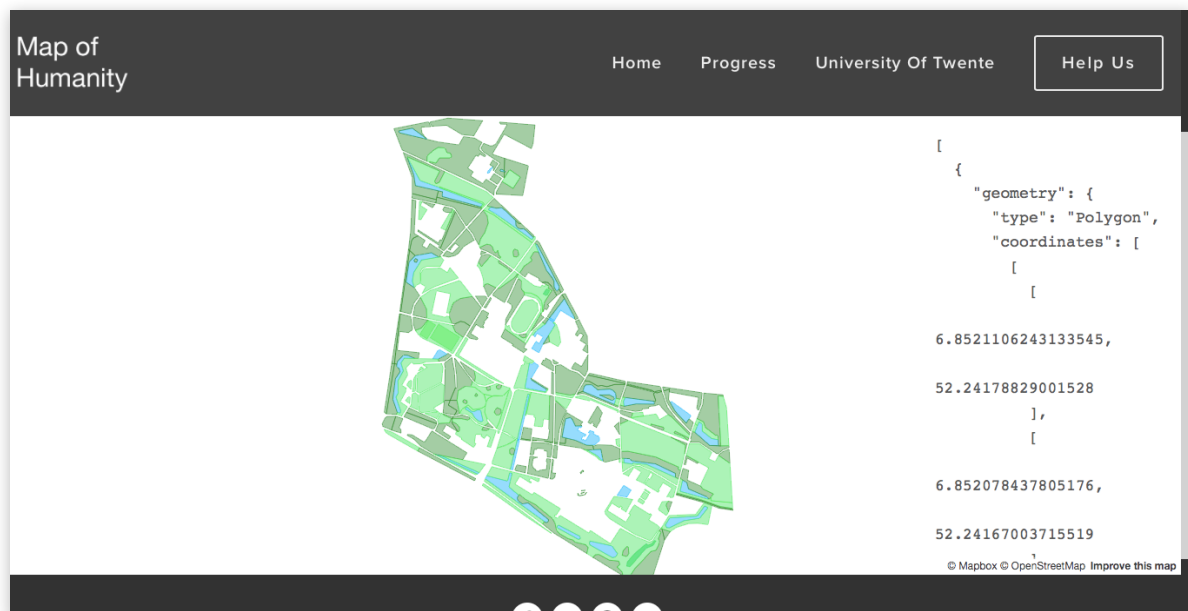 Map of
Humanity
Home Progress University Of Twente Help Us
[
{
"geometry": {
"type": "Polygon",
"coordinates": [
[
[
6.8521106243133545,
52.24178829001528
],
[
6.852078437805176,
52.24167003715519
]
© Mapbox © OpenStreetMap Improve this map